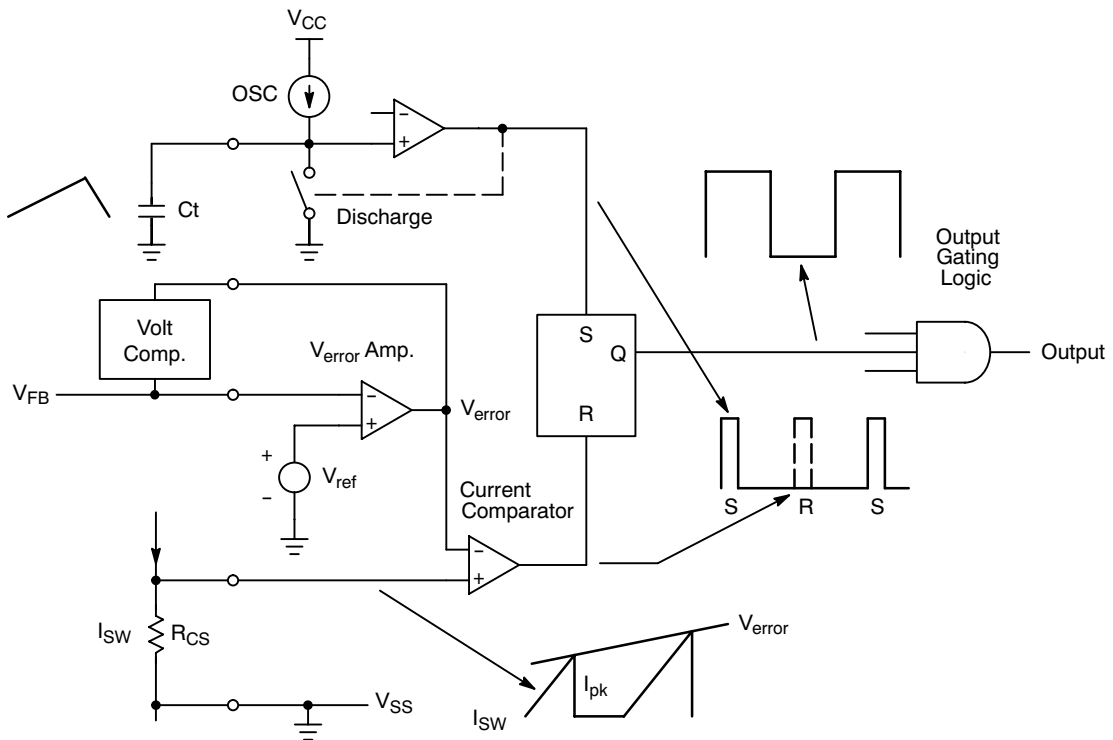 VCC
OSC
−
+
Ct
Discharge
Output
Gating
Logic
Volt
Comp.
Verror Amp.
S
Q
R
Output
VFB
−
+
Verror
+
−
Vref
Current
Comparator
−
+
S
R
S
ISW
RCS
Verror
Ipk
ISW
VSS